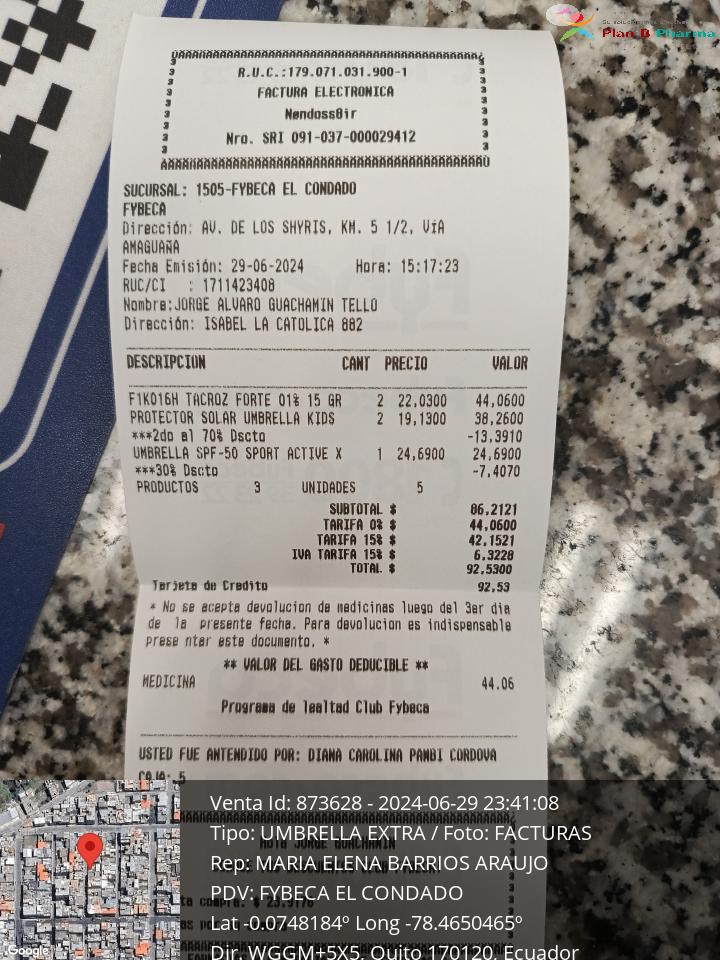 Plan B Pharma
R.U.C.:179.071.031.900-1
FACTURA ELECTRONICA
Nro. SRI 091-037-000029412
SUCURSAL: 1505-FYBECA EL CONDADO
FYBECA
Dirección: AV. DE LOS SHYRIS, KM. 5 1/2, VíA
AMAGUAÑA
Fecha Emisión: 29-06-2024 Hora: 15:17:23
RUC/CI : 1711423408
Nombre:JORGE ALVARO GUACHAMIN TELLO
Dirección: ISABEL LA CATOLICA 882
DESCRIPCION CANT PRECIO VALOR
F1K016H TACROZ FORTE 01% 15 GR 2 22,0300 44,0600
PROTECTOR SOLAR UMBRELLA KIDS 2 19,1300 38,2600
***2do al 70% Dscto -13,3910
UMBRELLA SPF-50 SPORT ACTIVE X 1 24,6900 24,6900
***30% Dscto -7,4070
PRODUCTOS 3 UNIDADES 5
SUBTOTAL $ 86,2121
TARIFA 0% $ 44,0600
TARIFA 15% $ 42,1521
IVA TARIFA 15% $ 6,3228
TOTAL $ 92,5300
Tarjeta de Credito 92,53
* No se acepta devolucion de medicinas luego del 3er dia
de la presente fecha. Para devolucion es indispensable
prese ntar este documento. *
** VALOR DEL GASTO DEDUCIBLE **
MEDICINA 44.06
Programa de lealtad Club Fybeca
USTED FUE ANTENDIDO POR: DIANA CAROLINA PAMBI CORDOVA
CAJA: 5
Venta Id: 873628 - 2024-06-29 23:41:08
Tipo: UMBRELLA EXTRA / Foto: FACTURAS
Rep: MARIA ELENA BARRIOS ARAUJO
PDV: FYBECA EL CONDADO
Lat -0.0748184º Long -78.4650465º
Dir. WGGM+5X5, Quito 170120, Ecuador
Google